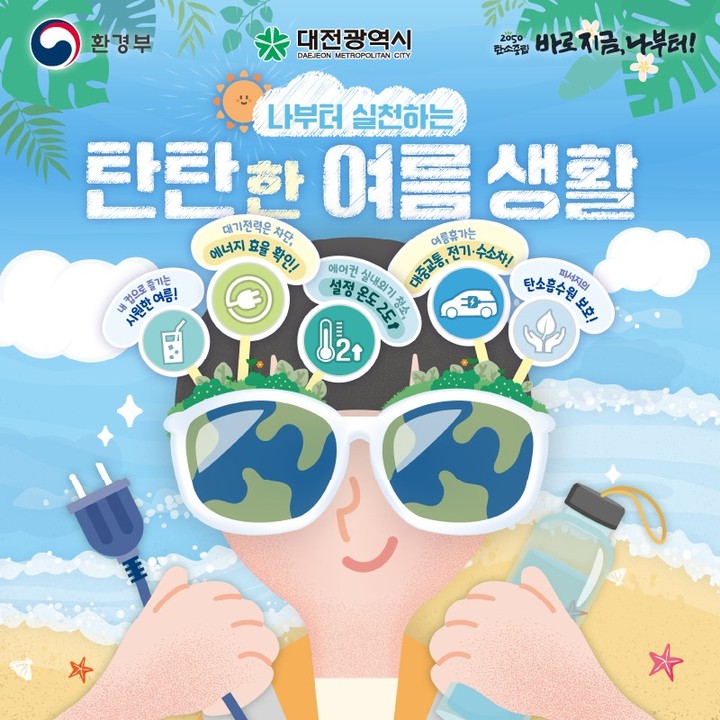 환경부
대전광역시
DAEJEON METROPOLITAN CITY
2050
탄소중립
바로 지금, 나부터!
나부터 실천하는
탄탄한 여름 생활
내 컵으로 즐기는
시원한 여름!
대기전력은 차단,
에너지 효율 확인!
에어컨 실내외기 청소,
설정 온도 2도⬆
2⬆
여름휴가는
대중교통, 전기·수소차!
피서지의
탄소흡수원 보호!